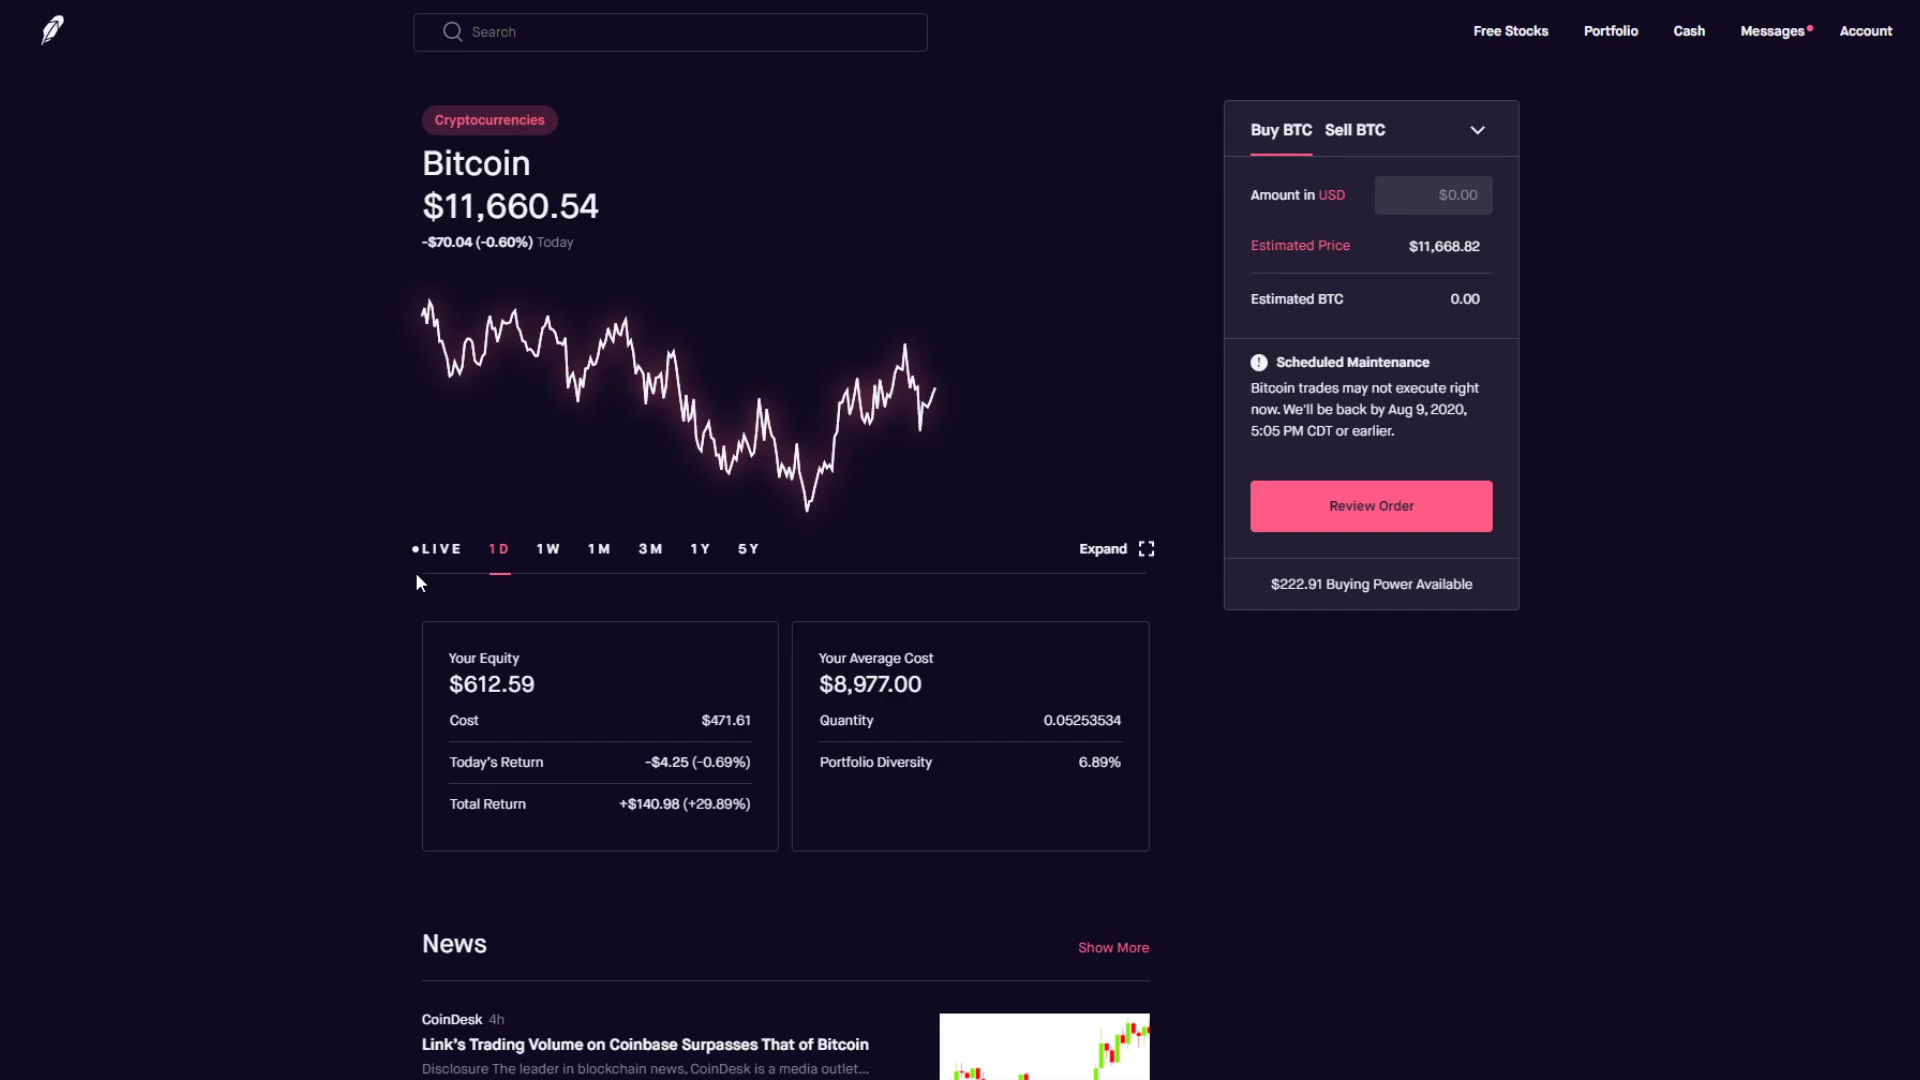 Search
Free Stocks
Portfolio
Cash
Messages
Account
Cryptocurrencies
Bitcoin
$11,660.54
-$70.04 (-0.60%) Today
LIVE 1D 1W 1M 3M 1Y 5Y
Expand
Buy BTC Sell BTC
Amount in USD $0.00
Estimated Price $11,668.82
Estimated BTC 0.00
Scheduled Maintenance
Bitcoin trades may not execute right
now. We'll be back by Aug 9, 2020,
5:05 PM CDT or earlier.
Review Order
$222.91 Buying Power Available
Your Equity
$612.59
Cost $471.61
Today's Return -$4.25 (-0.69%)
Total Return +$140.98 (+29.89%)
Your Average Cost
$8,977.00
Quantity 0.05253534
Portfolio Diversity 6.89%
News
Show More
CoinDesk 4h
Link's Trading Volume on Coinbase Surpasses That of Bitcoin
Disclosure The leader in blockchain news, CoinDesk is a media outlet...